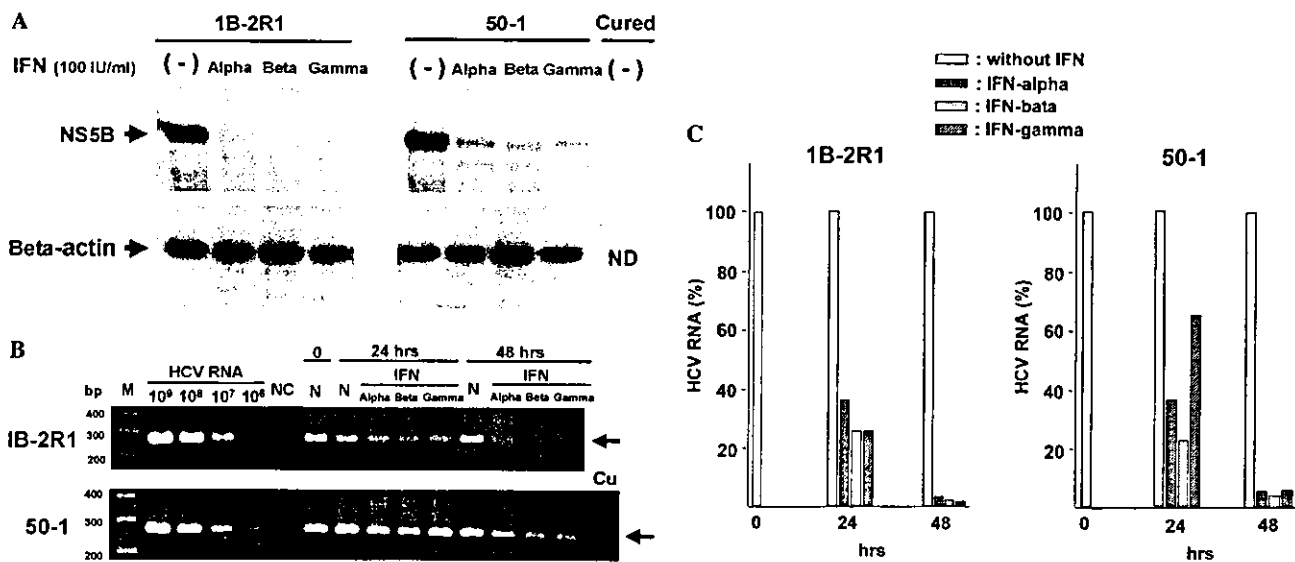 A
1B-2R1 50-1 Cured
IFN (100 IU/ml) (-) Alpha Beta Gamma (-) Alpha Beta Gamma (-)
NS5B
Beta-actin ND
B
0 24 hrs 48 hrs
HCV RNA IFN IFN
bp M 10⁹ 10⁸ 10⁷ 10⁶ NC N N Alpha Beta Gamma N Alpha Beta Gamma
400
1B-2R1 300
200
Cu
400
50-1 300
200
C
: without IFN
: IFN-alpha
: IFN-bata
: IFN-gamma
1B-2R1
HCV RNA (%)
100
80
60
40
20
0 24 48
hrs
50-1
HCV RNA (%)
100
80
60
40
20
0 24 48
hrs